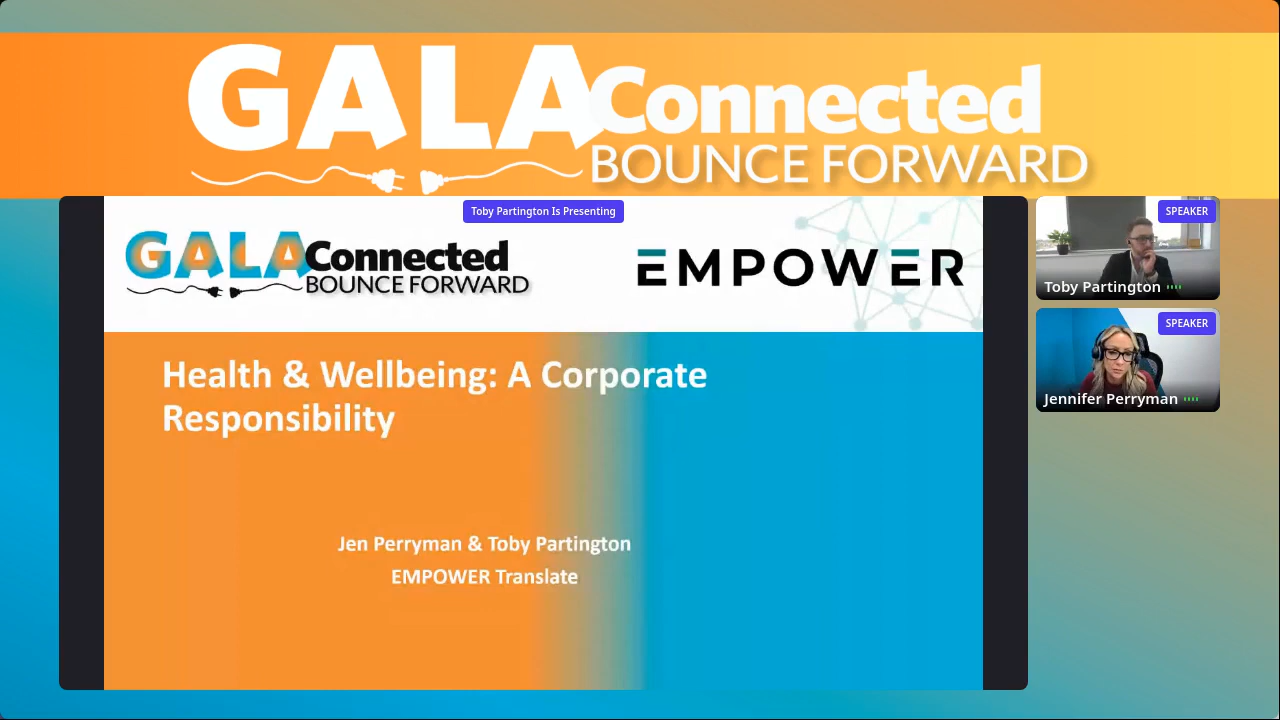 GALA Connected
BOUNCE FORWARD
Toby Partington Is Presenting
GALA Connected
BOUNCE FORWARD
EMPOWER
Health & Wellbeing: A Corporate
Responsibility
Jen Perryman & Toby Partington
EMPOWER Translate
SPEAKER
Toby Partington
SPEAKER
Jennifer Perryman